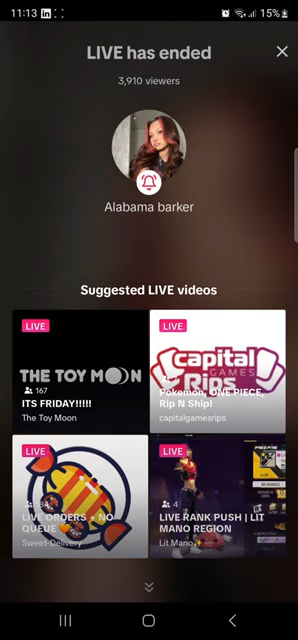 11:13
15%
LIVE has ended
3,910 viewers
Alabama barker
Suggested LIVE videos
LIVE
THE TOY MOON
167
ITS FRIDAY!!!!!
The Toy Moon
LIVE
capital
GAMES
Rips
Pokemon, ONE PIECE,
Rip N Ship!
capitalgamesrips
LIVE
LIVE ORDERS + NO
QUEUE
Sweet-Delivery
LIVE
FREE FIRE
4
LIVE RANK PUSH | LIT
MANO REGION
Lit Mano✨